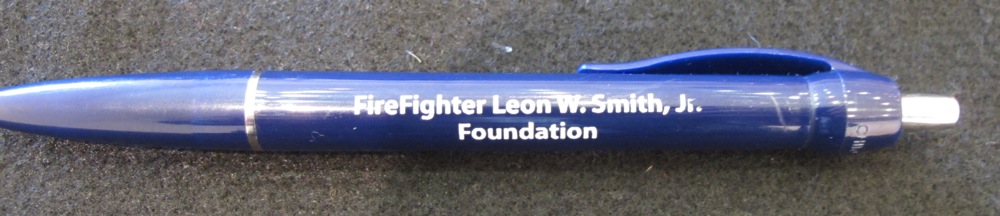 FireFighter Leon W. Smith, Jr.
Foundation